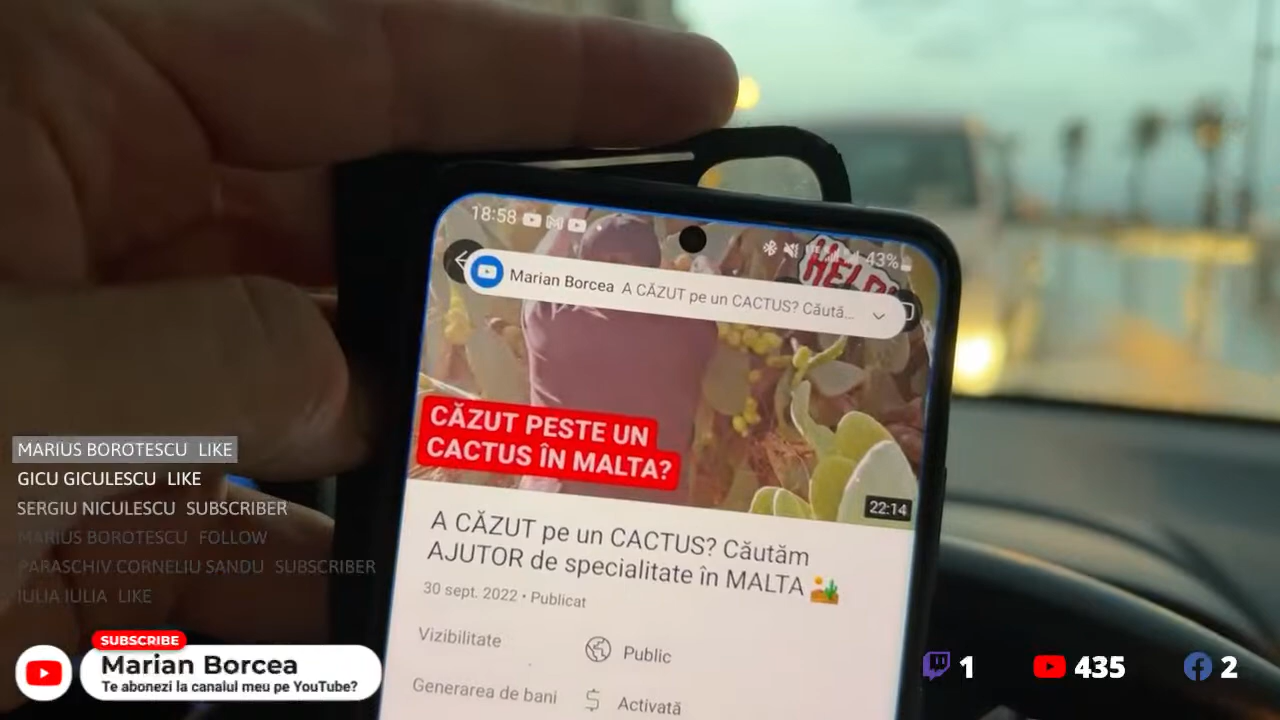 18:58
43%
HELP!
Marian Borcea A CĂZUT pe un CACTUS? Căută...
CĂZUT PESTE UN
CACTUS ÎN MALTA?
22:14
A CĂZUT pe un CACTUS? Căutăm
AJUTOR de specialitate în MALTA
30 sept. 2022 • Publicat
Vizibilitate
Public
Generarea de bani
Activată
MARIUS BOROTESCU LIKE
GICU GICULESCU LIKE
SERGIU NICULESCU SUBSCRIBER
MARIUS BOROTESCU FOLLOW
PARASCHIV CORNELIU SANDU SUBSCRIBER
IULIA IULIA LIKE
SUBSCRIBE
Marian Borcea
Te abonezi la canalul meu pe YouTube?
1
435
2